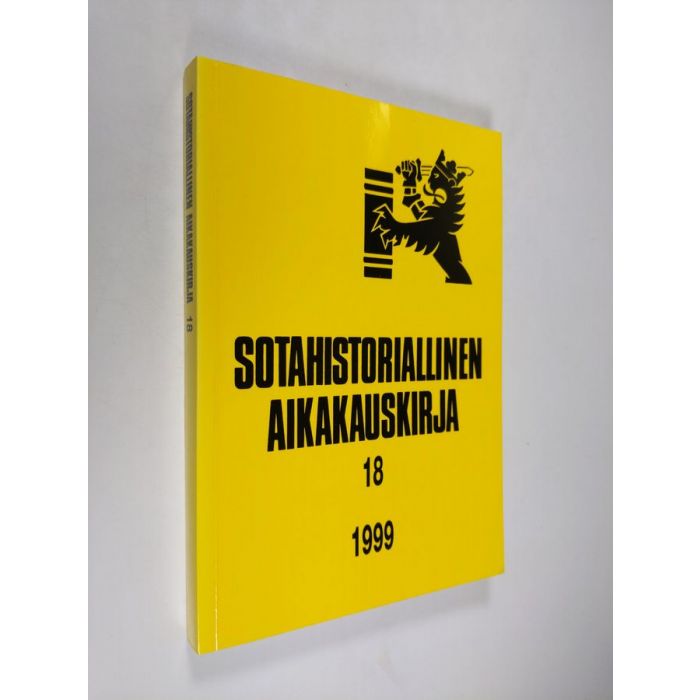 SOTAHISTORIALLINEN AIKAKAUSKIRJA 18
SOTAHISTORIALLINEN
AIKAKAUSKIRJA
18
1999